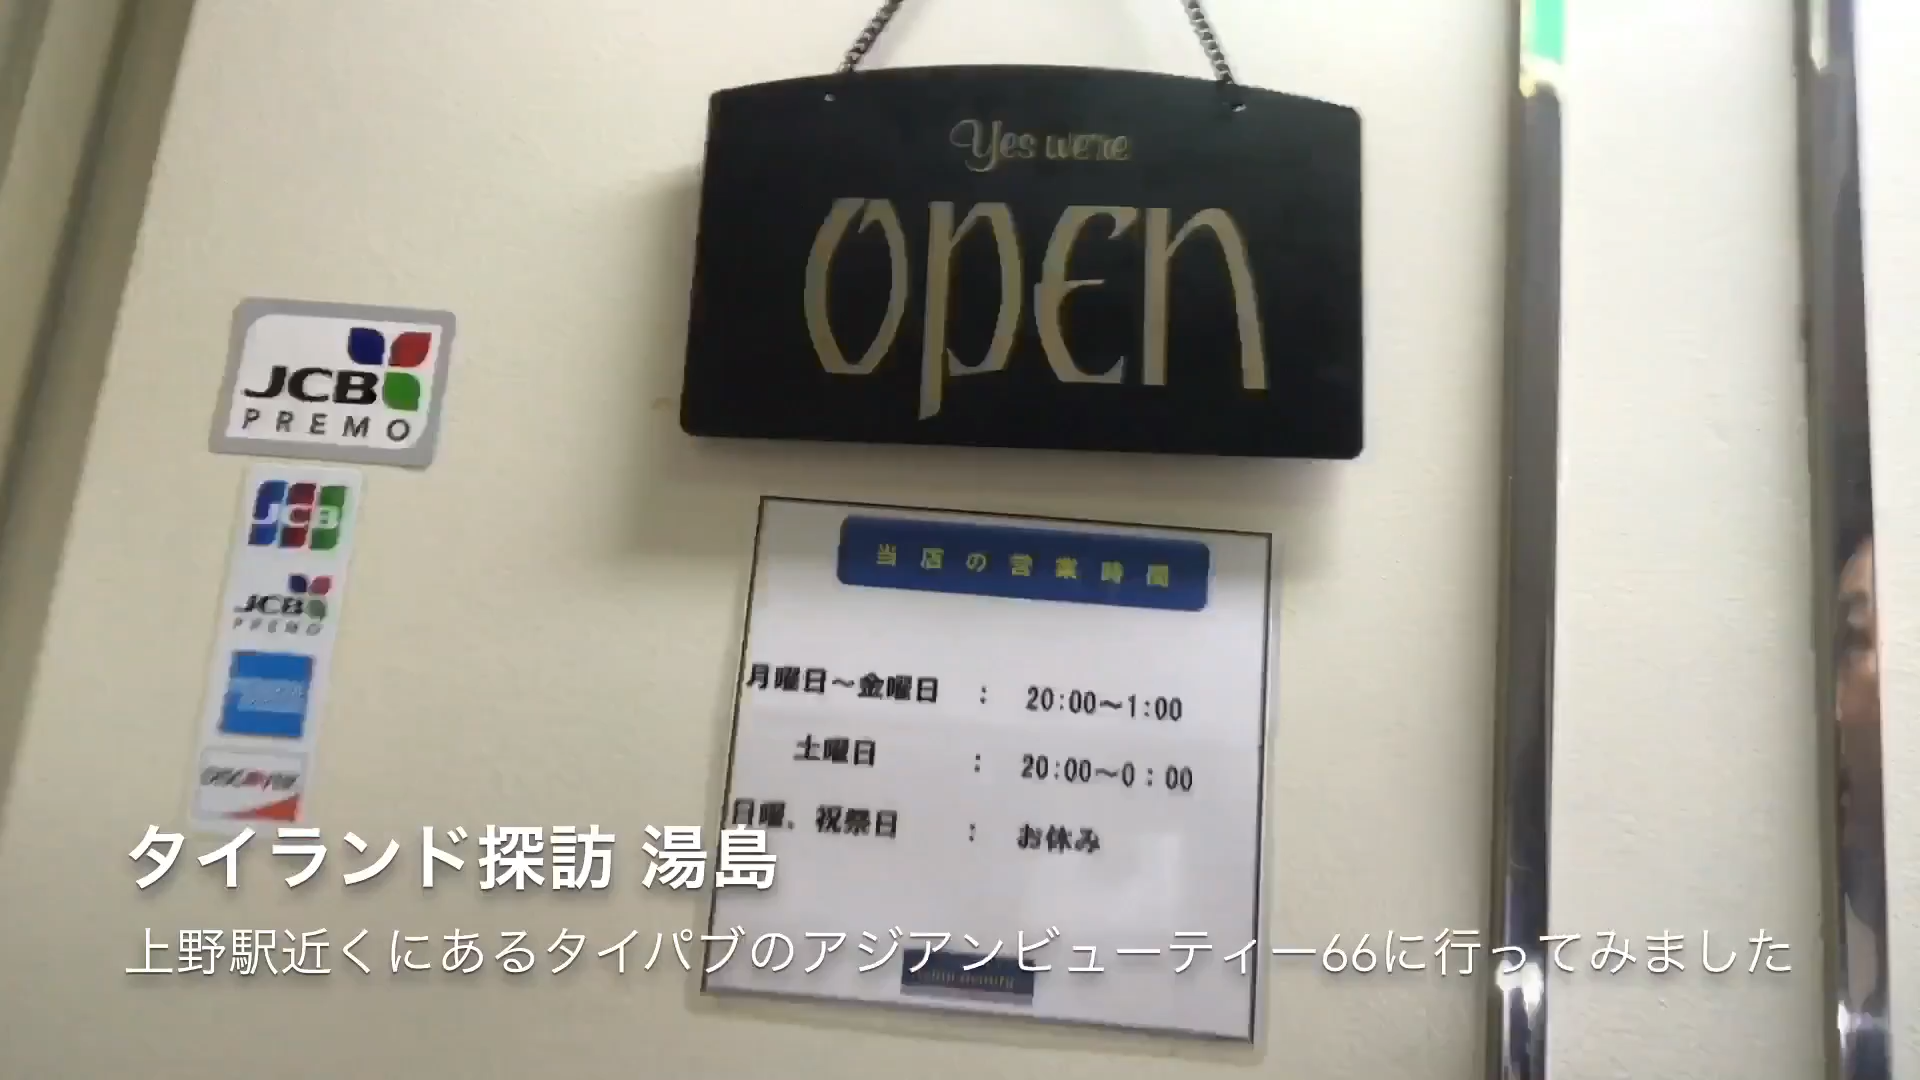 Yes we're
open
JCB
PREMO
JCB
JCB
PREMO
当店の営業時間
月曜日～金曜日 : 20:00～1:00
土曜日 : 20:00～0:00
日曜、祝祭日 : お休み
タイランド探訪 湯島
上野駅近くにあるタイパブのアジアンビューティー66に行ってみました